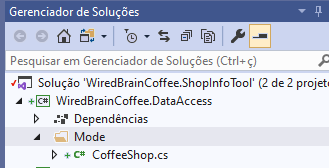 Gerenciador de Soluções
Pesquisar em Gerenciador de Soluções (Ctrl+ç)
Solução 'WiredBrainCoffee.ShopInfoTool' (2 de 2 projeto
C# WiredBrainCoffee.DataAccess
Dependências
Mode
C# CoffeeShop.cs